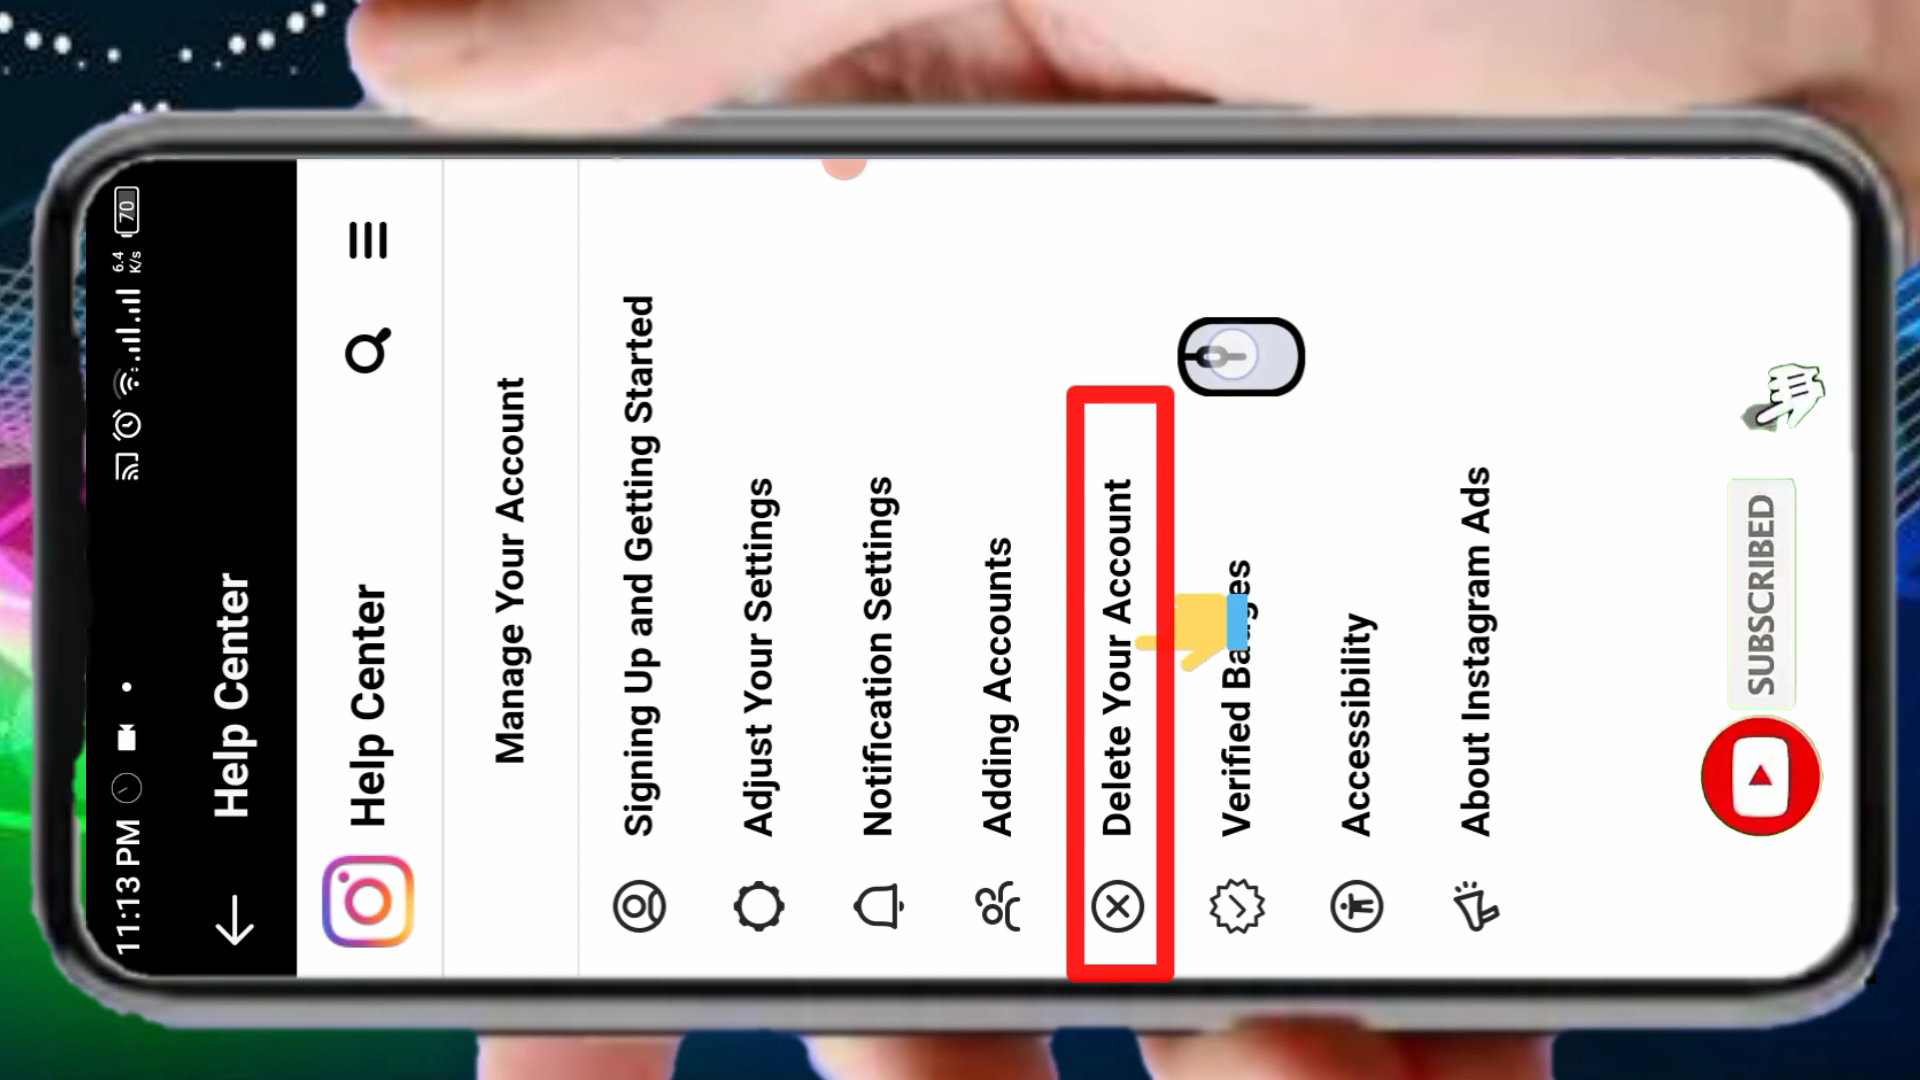 11:13 PM
6.4 K/s
70
Help Center
Help Center
Manage Your Account
Signing Up and Getting Started
Adjust Your Settings
Notification Settings
Adding Accounts
Delete Your Account
Verified Badges
Accessibility
About Instagram Ads
SUBSCRIBED